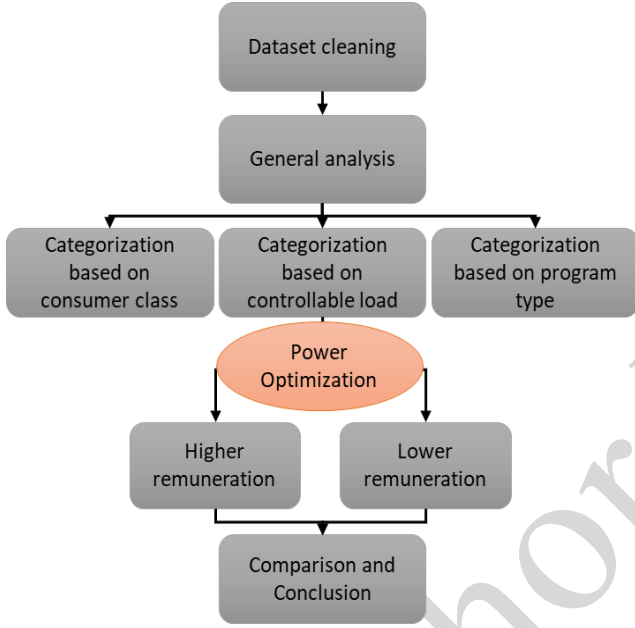 Dataset cleaning
General analysis
Categorization
based on
consumer class
Categorization
based on
controllable load
Categorization
based on program
type
Power
Optimization
Higher
remuneration
Lower
remuneration
Comparison and
Conclusion
hor